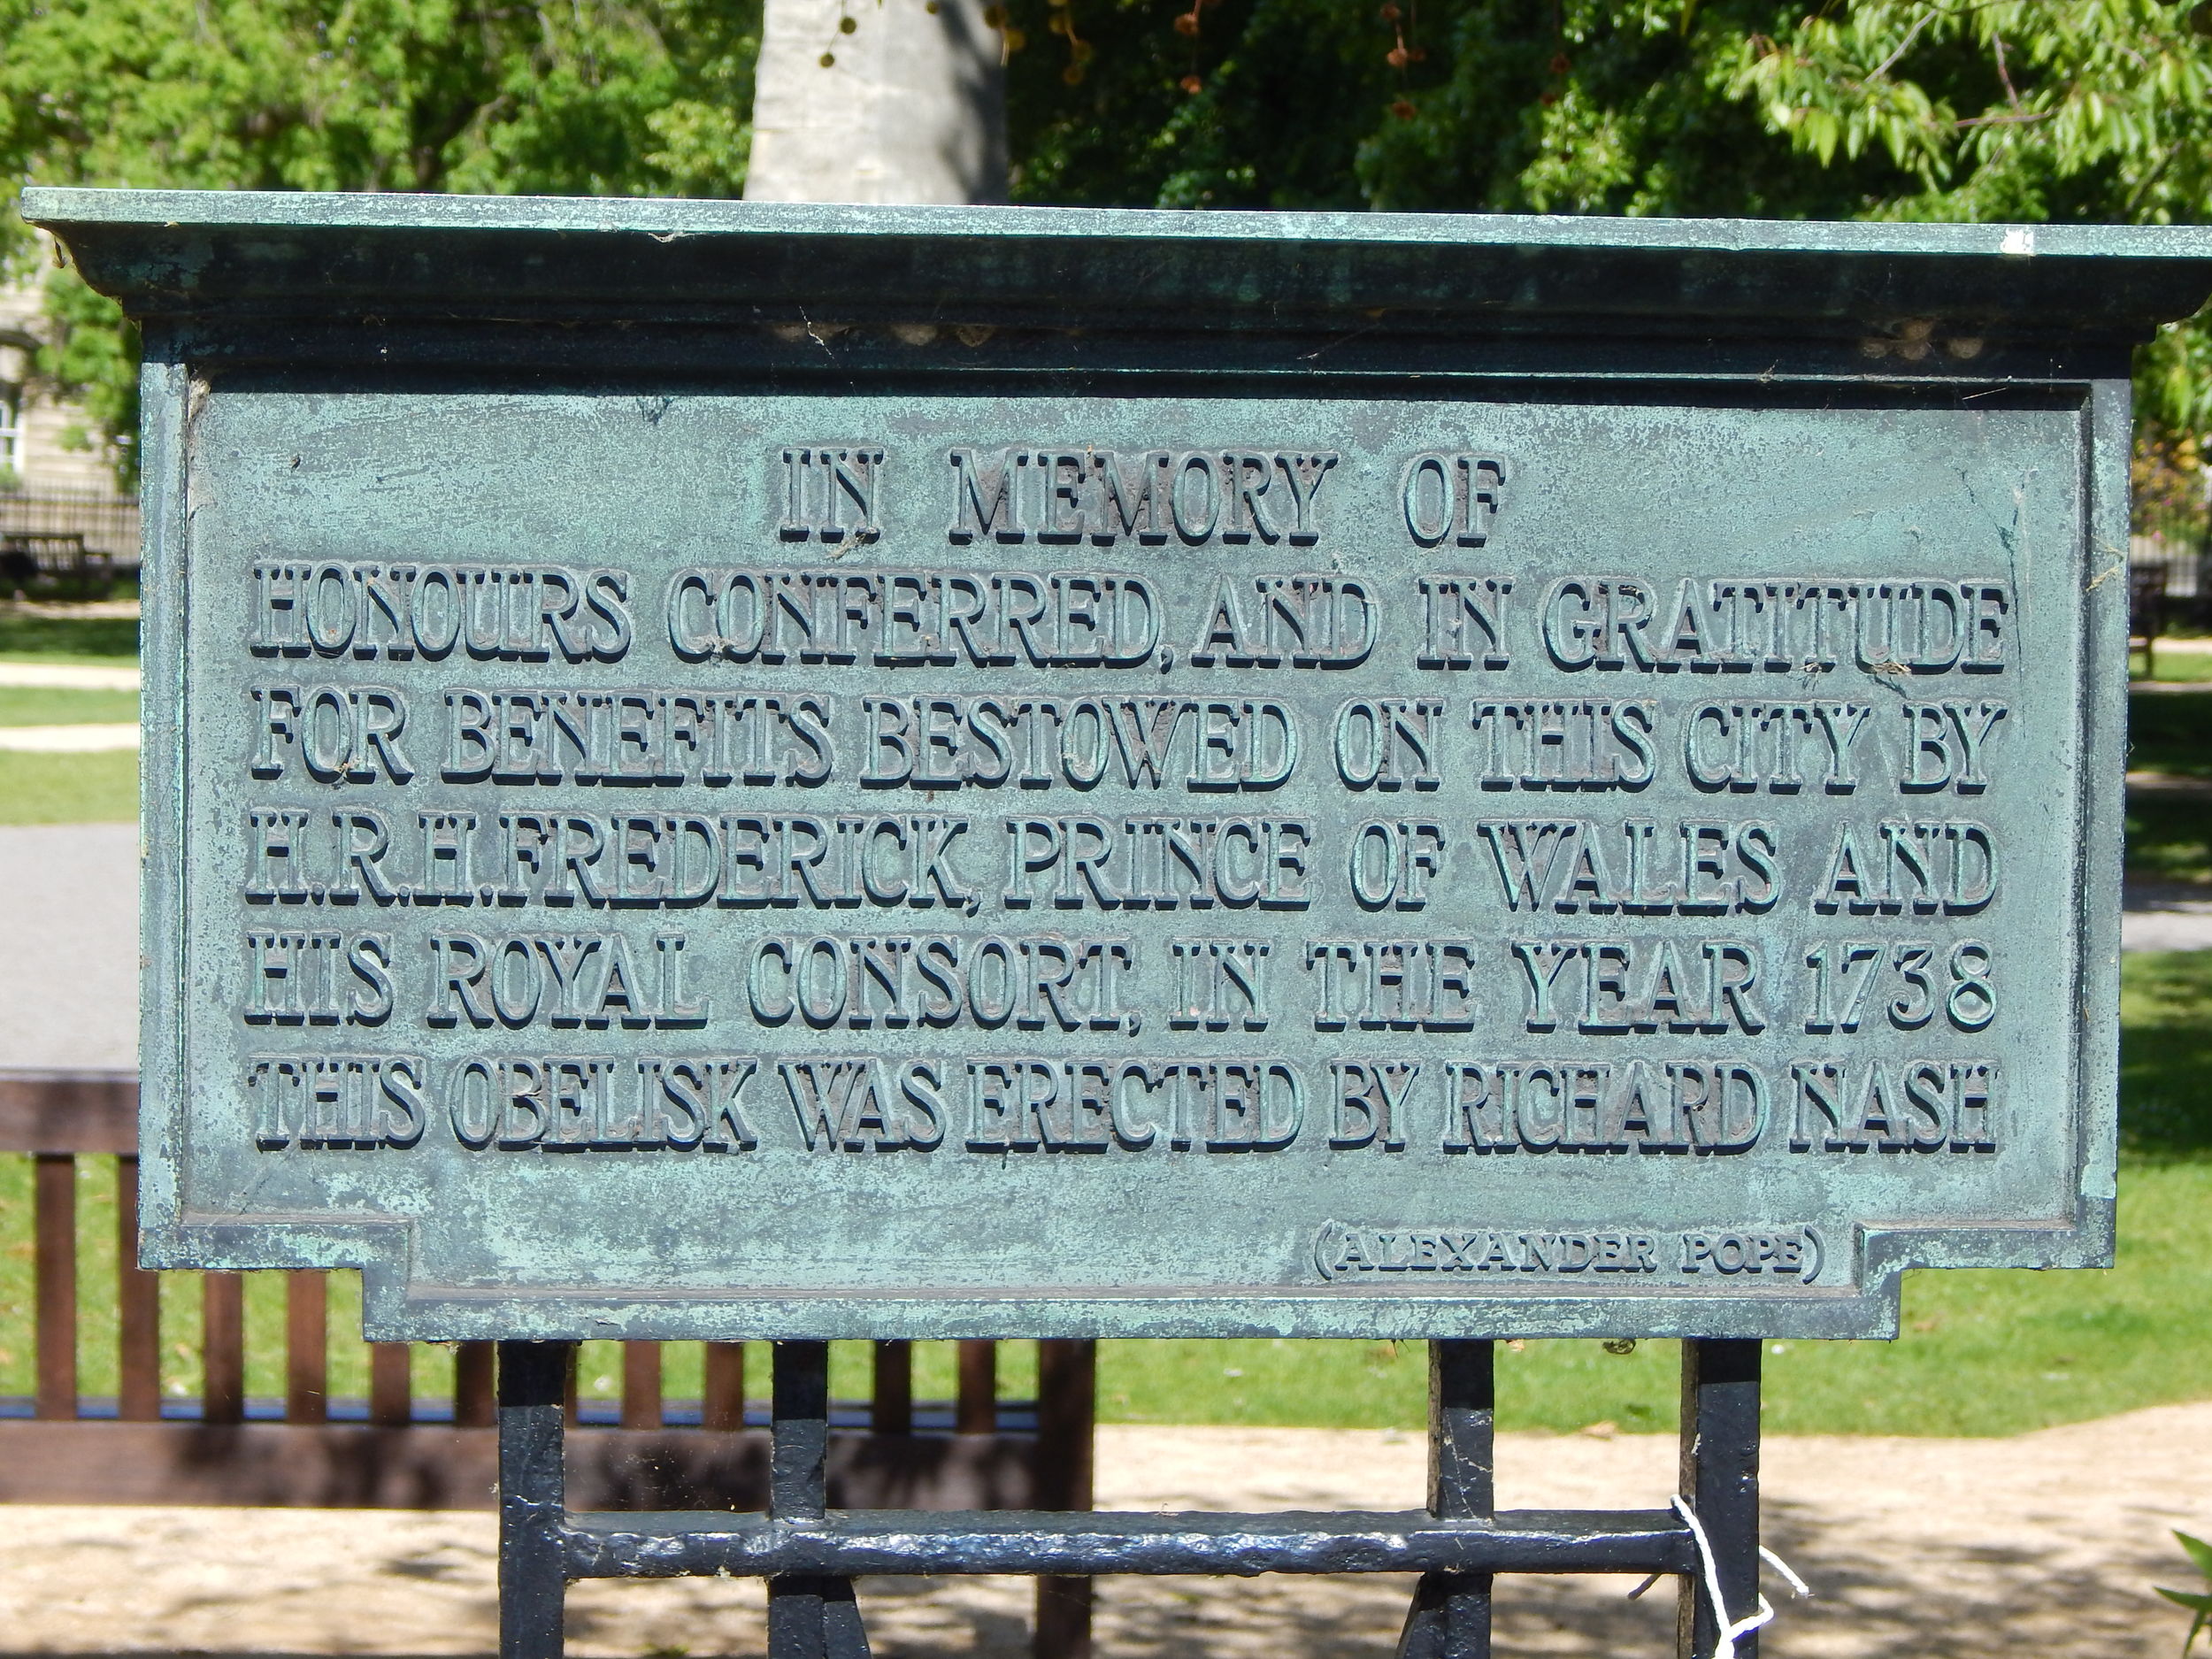 IN MEMORY OF
HONOURS CONFERRED, AND IN GRATITUDE
FOR BENEFITS BESTOWED ON THIS CITY BY
H.R.H. FREDERICK, PRINCE OF WALES AND
HIS ROYAL CONSORT, IN THE YEAR 1738
THIS OBELISK WAS ERECTED BY RICHARD NASH
(ALEXANDER POPE)